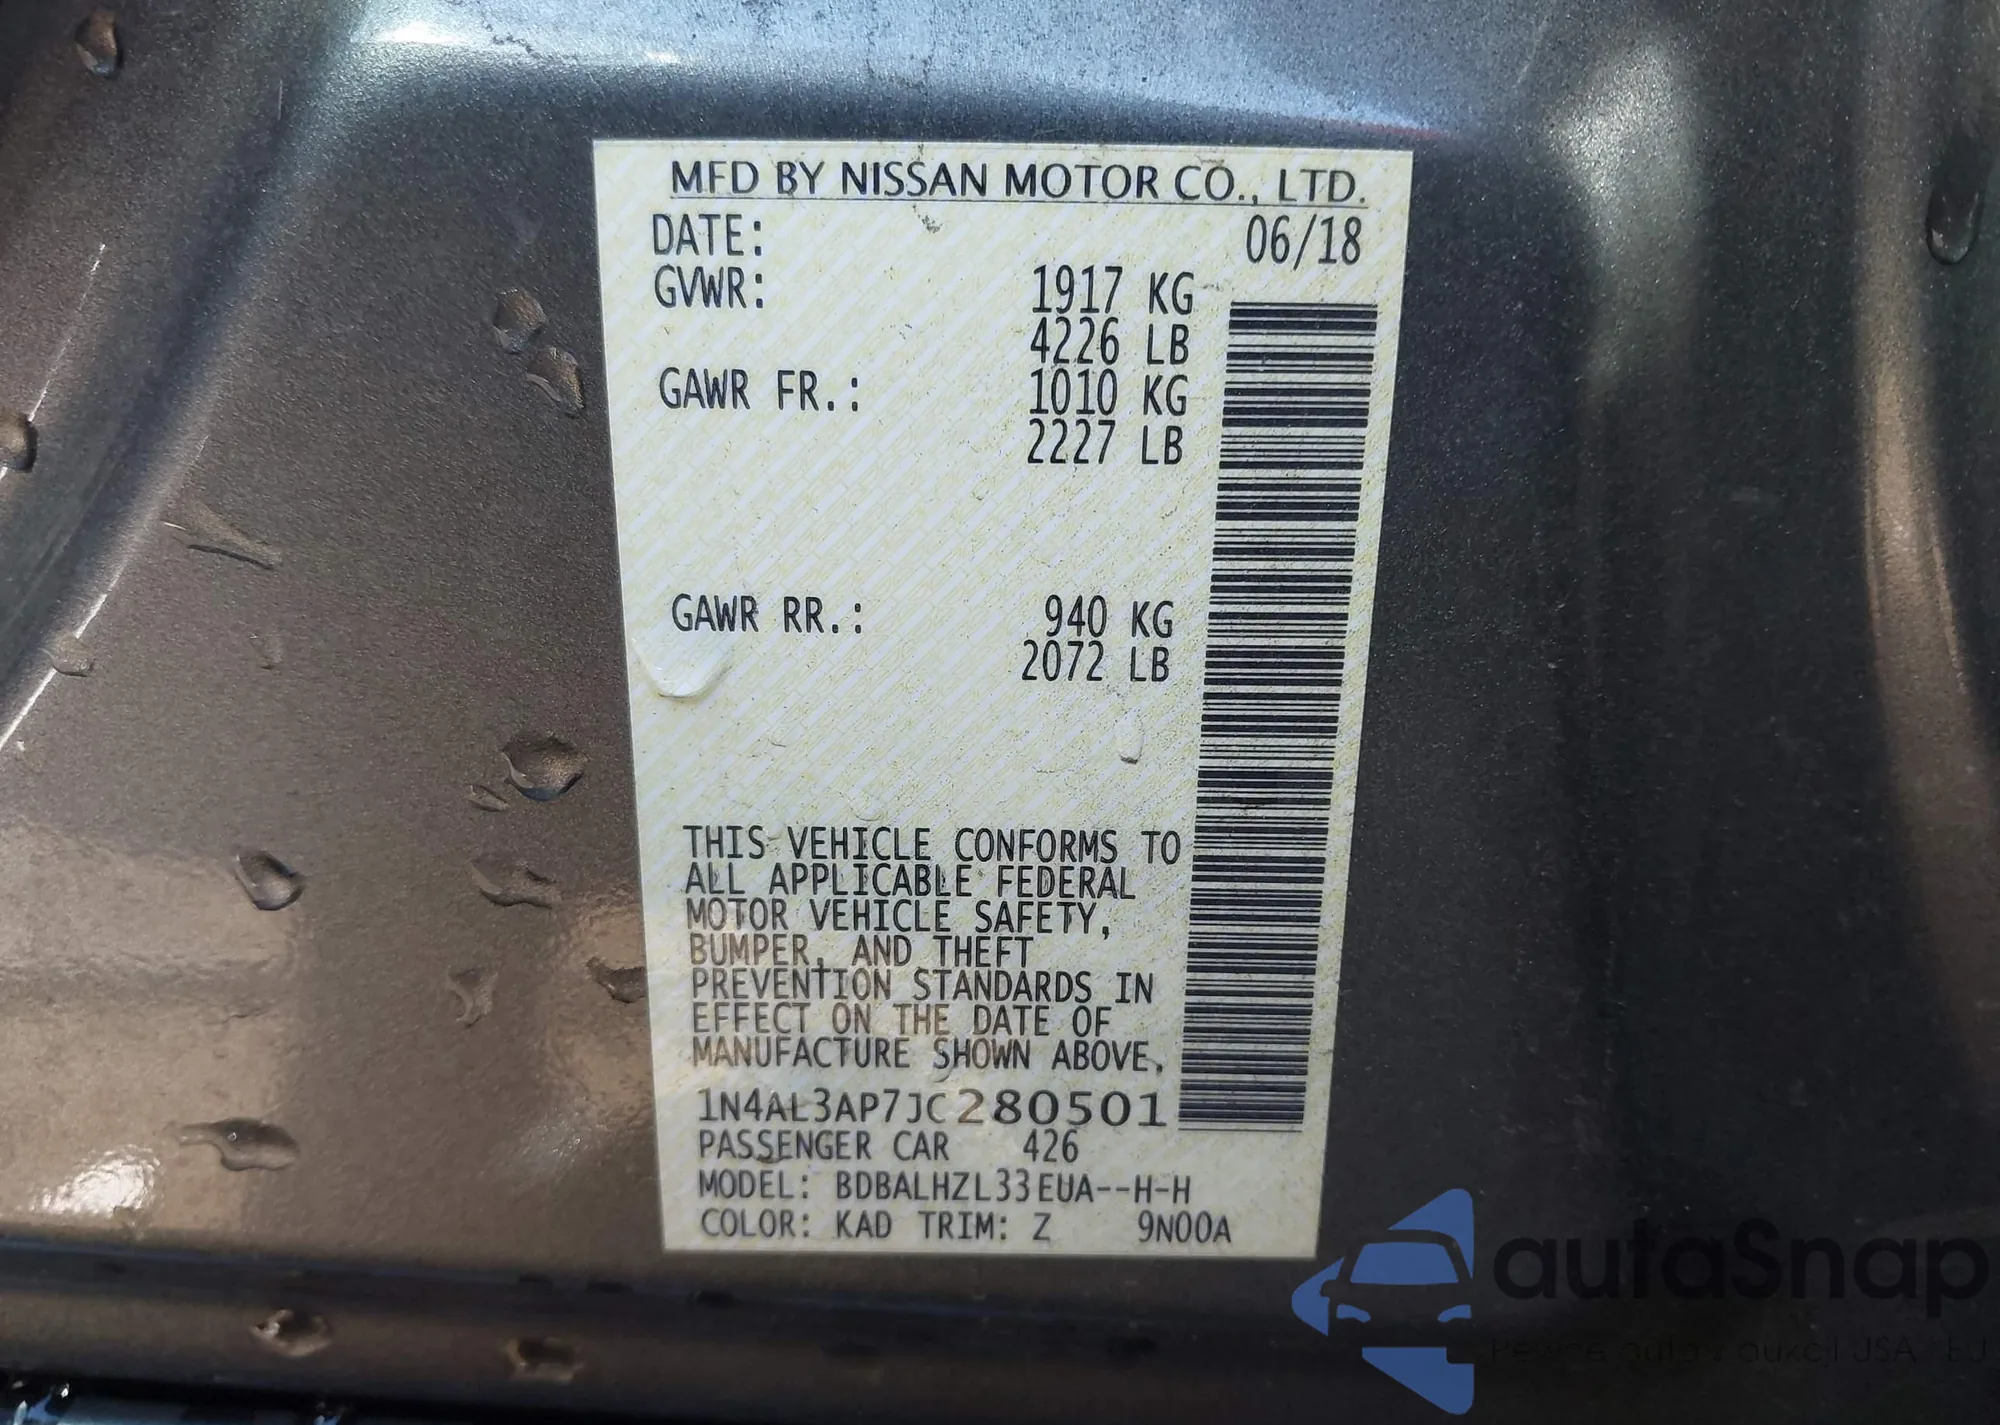 MFD BY NISSAN MOTOR CO., LTD.
DATE: 06/18
GVWR: 1917 KG
4226 LB
GAWR FR.: 1010 KG
2227 LB
GAWR RR.: 940 KG
2072 LB
THIS VEHICLE CONFORMS TO
ALL APPLICABLE FEDERAL
MOTOR VEHICLE SAFETY,
BUMPER, AND THEFT
PREVENTION STANDARDS IN
EFFECT ON THE DATE OF
MANUFACTURE SHOWN ABOVE.
1N4AL3AP7JC280501
PASSENGER CAR 426
MODEL: BDBALHZL33EUA--H-H
COLOR: KAD TRIM: Z 9N00A
autaSnap
USA